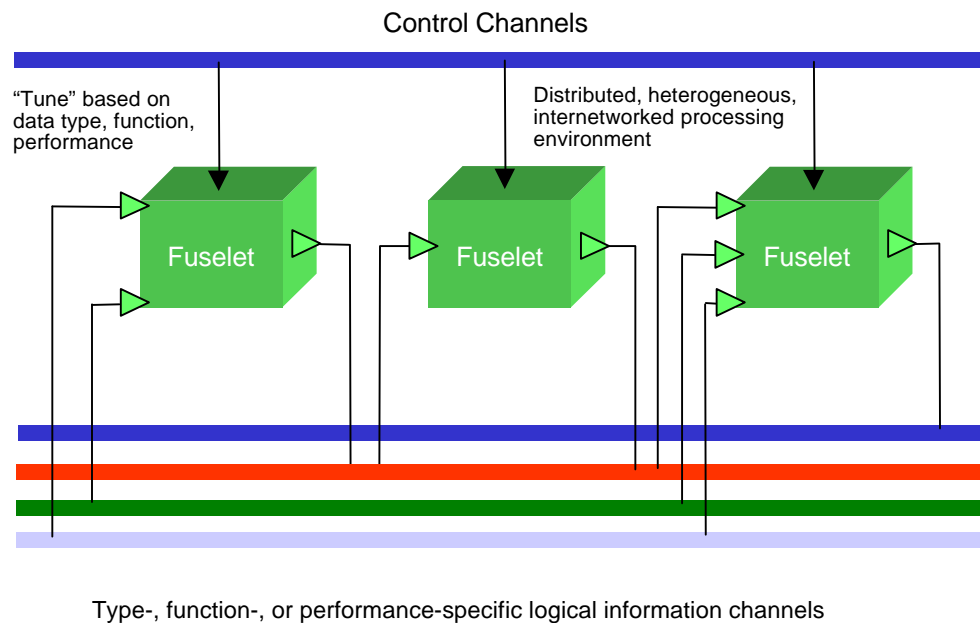 Control Channels
“Tune” based on
data type, function,
performance
Distributed, heterogeneous,
internetworked processing
environment
Fuselet
Fuselet
Fuselet
Type-, function-, or performance-specific logical information channels